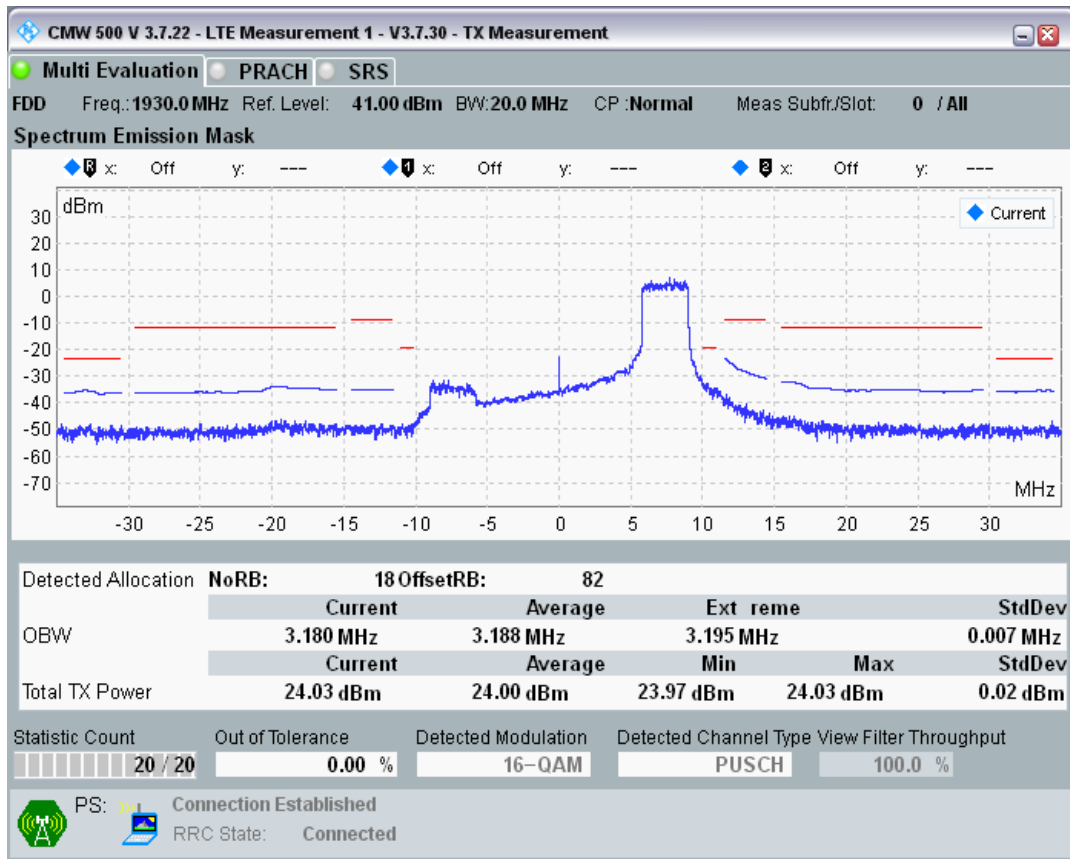 CMW 500 V 3.7.22 - LTE Measurement 1 - V3.7.30 - TX Measurement
Multi Evaluation PRACH SRS
FDD Freq.: 1930.0 MHz Ref. Level: 41.00 dBm BW: 20.0 MHz CP : Normal Meas Subfr./Slot: 0 / All
Spectrum Emission Mask
R x: Off y: --- 1 x: Off y: --- 2 x: Off y: ---
dBm
Current
30
20
10
0
-10
-20
-30
-40
-50
-60
-70
MHz
-30 -25 -20 -15 -10 -5 0 5 10 15 20 25 30
Detected Allocation NoRB: 18 OffsetRB: 82
Current Average Ext reme StdDev
OBW 3.180 MHz 3.188 MHz 3.195 MHz 0.007 MHz
Current Average Min Max StdDev
Total TX Power 24.03 dBm 24.00 dBm 23.97 dBm 24.03 dBm 0.02 dBm
Statistic Count Out of Tolerance Detected Modulation Detected Channel Type View Filter Throughput
20 / 20 0.00 % 16-QAM PUSCH 100.0 %
PS: Connection Established
RRC State: Connected